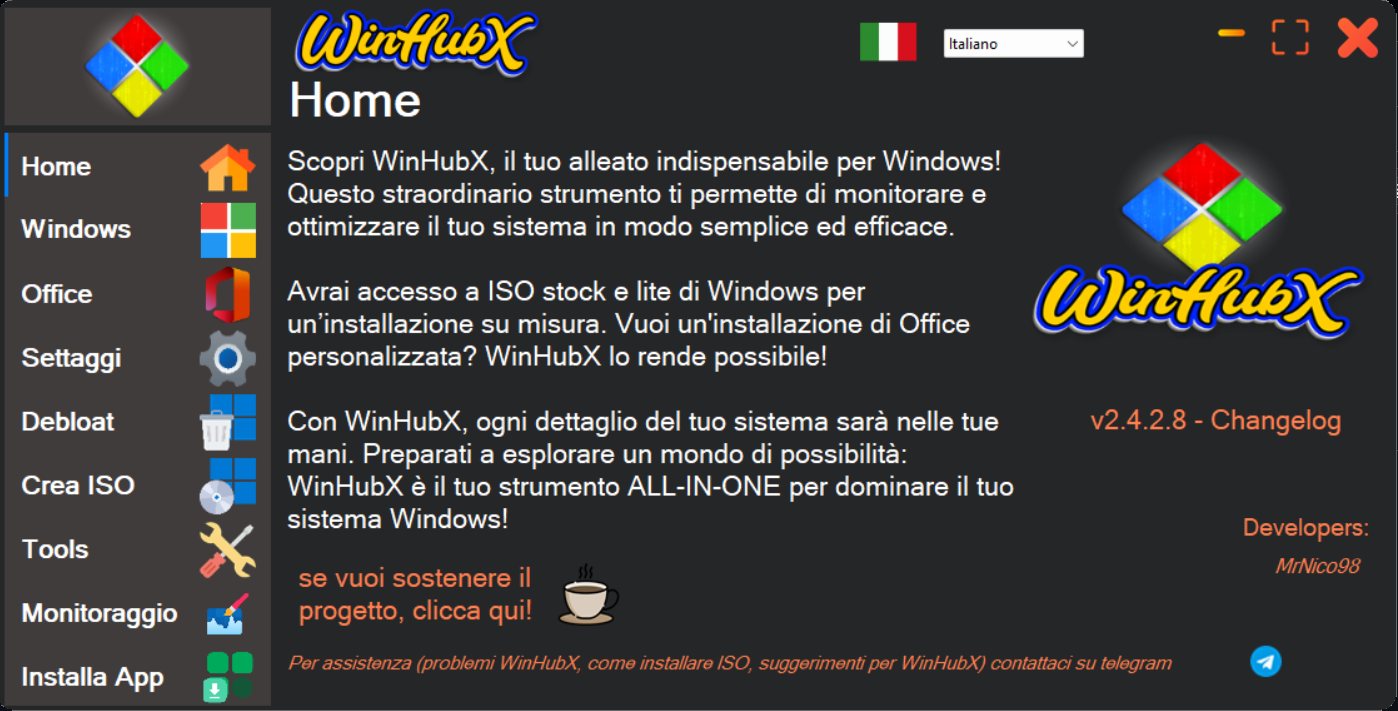 WinHubX
Italiano
Home
Home
Windows
Office
Settaggi
Debloat
Crea ISO
Tools
Monitoraggio
Installa App
Scopri WinHubX, il tuo alleato indispensabile per Windows!
Questo straordinario strumento ti permette di monitorare e
ottimizzare il tuo sistema in modo semplice ed efficace.
Avrai accesso a ISO stock e lite di Windows per
un’installazione su misura. Vuoi un'installazione di Office
personalizzata? WinHubX lo rende possibile!
Con WinHubX, ogni dettaglio del tuo sistema sarà nelle tue
mani. Preparati a esplorare un mondo di possibilità:
WinHubX è il tuo strumento ALL-IN-ONE per dominare il tuo
sistema Windows!
se vuoi sostenere il
progetto, clicca qui!
WinHubX
v2.4.2.8 - Changelog
Developers:
MrNico98
Per assistenza (problemi WinHubX, come installare ISO, suggerimenti per WinHubX) contattaci su telegram